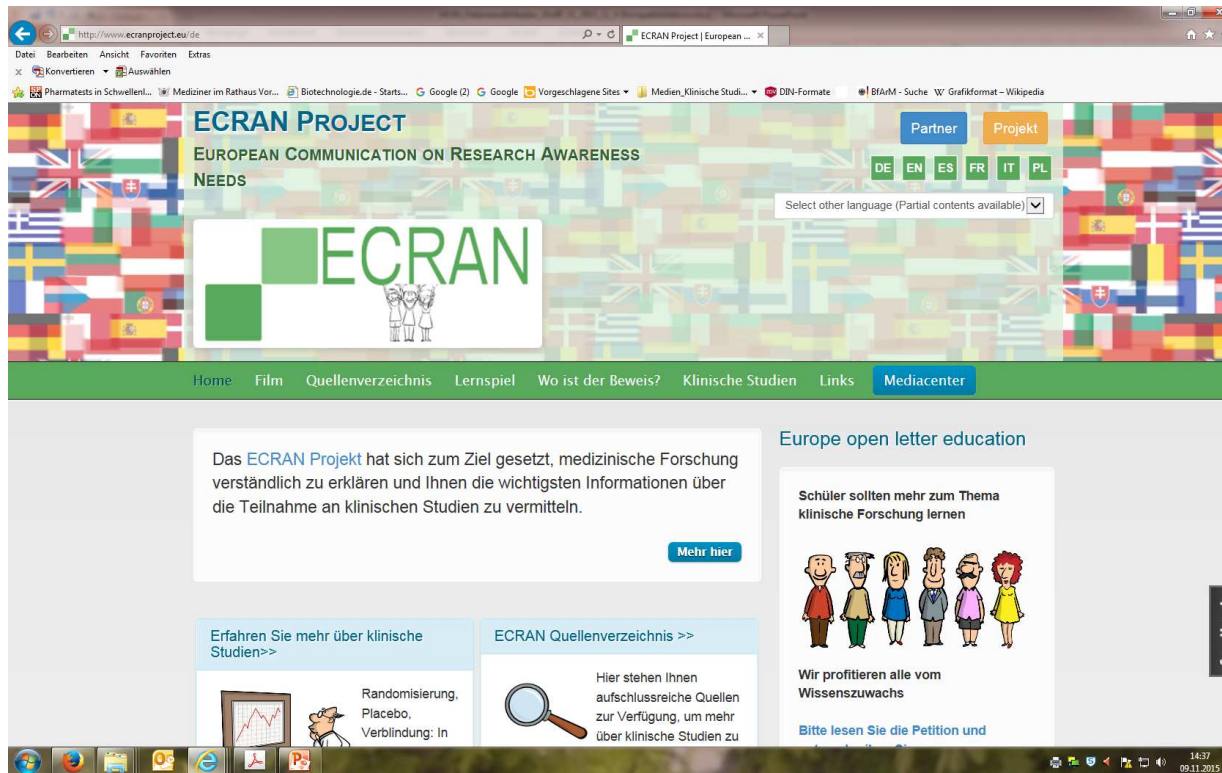 http://www.ecranproject.eu/de
ECRAN Project | European ...
Datei Bearbeiten Ansicht Favoriten Extras
x Konvertieren Auswählen
Pharmatests in Schwellenl... Mediziner im Rathaus Vor... Biotechnologie.de - Starts... Google (2) Google Vorgeschlagene Sites Medien_Klinische Studi... DIN-Formate BfArM - Suche Grafikformat – Wikipedia
ECRAN PROJECT
EUROPEAN COMMUNICATION ON RESEARCH AWARENESS
NEEDS
Partner Projekt
DE EN ES FR IT PL
Select other language (Partial contents available)
ECRAN
Home Film Quellenverzeichnis Lernspiel Wo ist der Beweis? Klinische Studien Links Mediacenter
Das ECRAN Projekt hat sich zum Ziel gesetzt, medizinische Forschung
verständlich zu erklären und Ihnen die wichtigsten Informationen über
die Teilnahme an klinischen Studien zu vermitteln.
Mehr hier
Europe open letter education
Schüler sollten mehr zum Thema
klinische Forschung lernen
Wir profitieren alle vom
Wissenszuwachs
Bitte lesen Sie die Petition und
Erfahren Sie mehr über klinische
Studien>>
Randomisierung,
Placebo,
Verblindung: In
ECRAN Quellenverzeichnis >>
Hier stehen Ihnen
aufschlussreiche Quellen
zur Verfügung, um mehr
über klinische Studien zu
14:37
09.11.2015